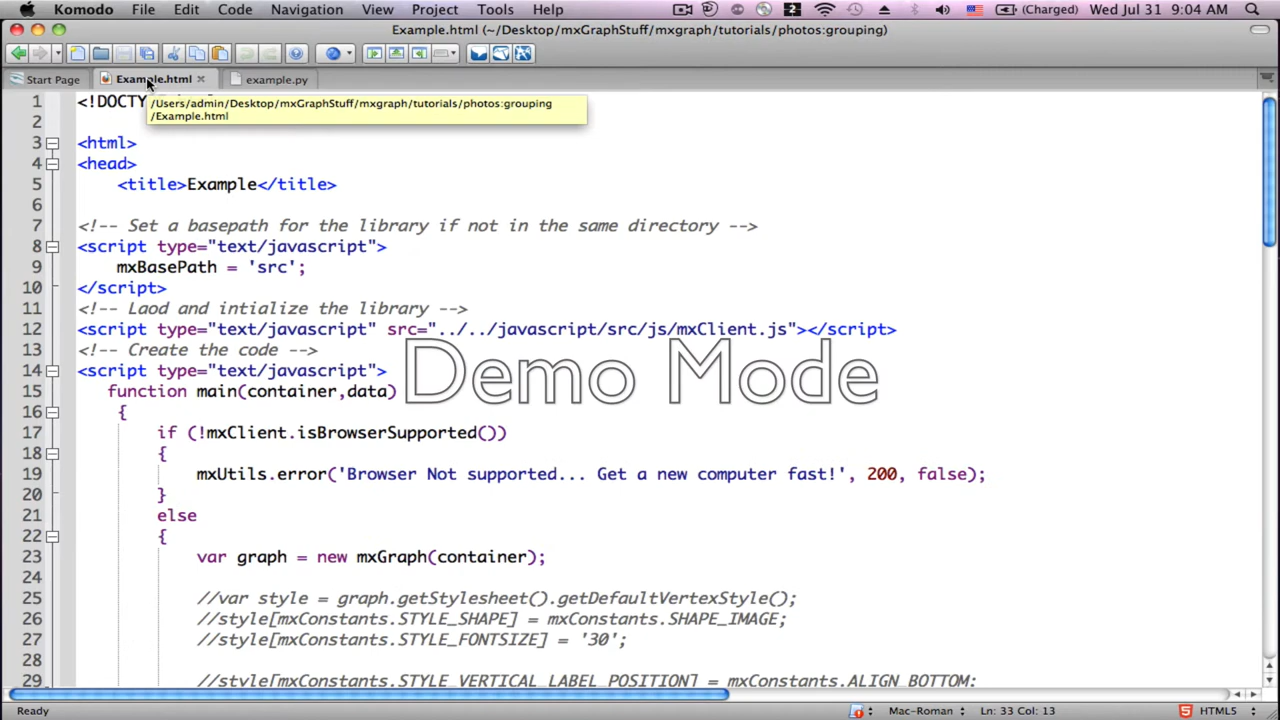 Komodo File Edit Code Navigation View Project Tools Help 2 (Charged) Wed Jul 31 9:04 AM
Example.html (~/Desktop/mxGraphStuff/mxgraph/tutorials/photos:grouping)
Start Page Example.html example.py
1 <!DOCTY
/Users/admin/Desktop/mxGraphStuff/mxgraph/tutorials/photos:grouping
/Example.html
2
3 <html>
4 <head>
5 <title>Example</title>
6
7 <!-- Set a basepath for the library if not in the same directory -->
8 <script type="text/javascript">
9 mxBasePath = 'src';
10 </script>
11 <!-- Laod and intialize the library -->
12 <script type="text/javascript" src="../../javascript/src/js/mxClient.js"></script>
13 <!-- Create the code -->
14 <script type="text/javascript">
Demo Mode
15 function main(container,data)
16 {
17 if (!mxClient.isBrowserSupported())
18 {
19 mxUtils.error('Browser Not supported... Get a new computer fast!', 200, false);
20 }
21 else
22 {
23 var graph = new mxGraph(container);
24
25 //var style = graph.getStylesheet().getDefaultVertexStyle();
26 //style[mxConstants.STYLE_SHAPE] = mxConstants.SHAPE_IMAGE;
27 //style[mxConstants.STYLE_FONTSIZE] = '30';
28
29 //style[mxConstants.STYLE_VERTICAL_LABEL_POSITION] = mxConstants.ALIGN_BOTTOM;
Ready Mac-Roman Ln: 33 Col: 13 HTML5